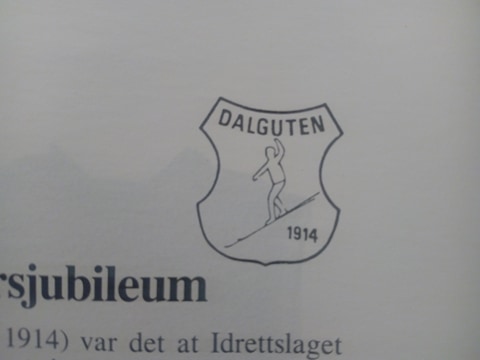 DALGUTEN
1914
rsjubileum
1914) var det at Idrettslaget